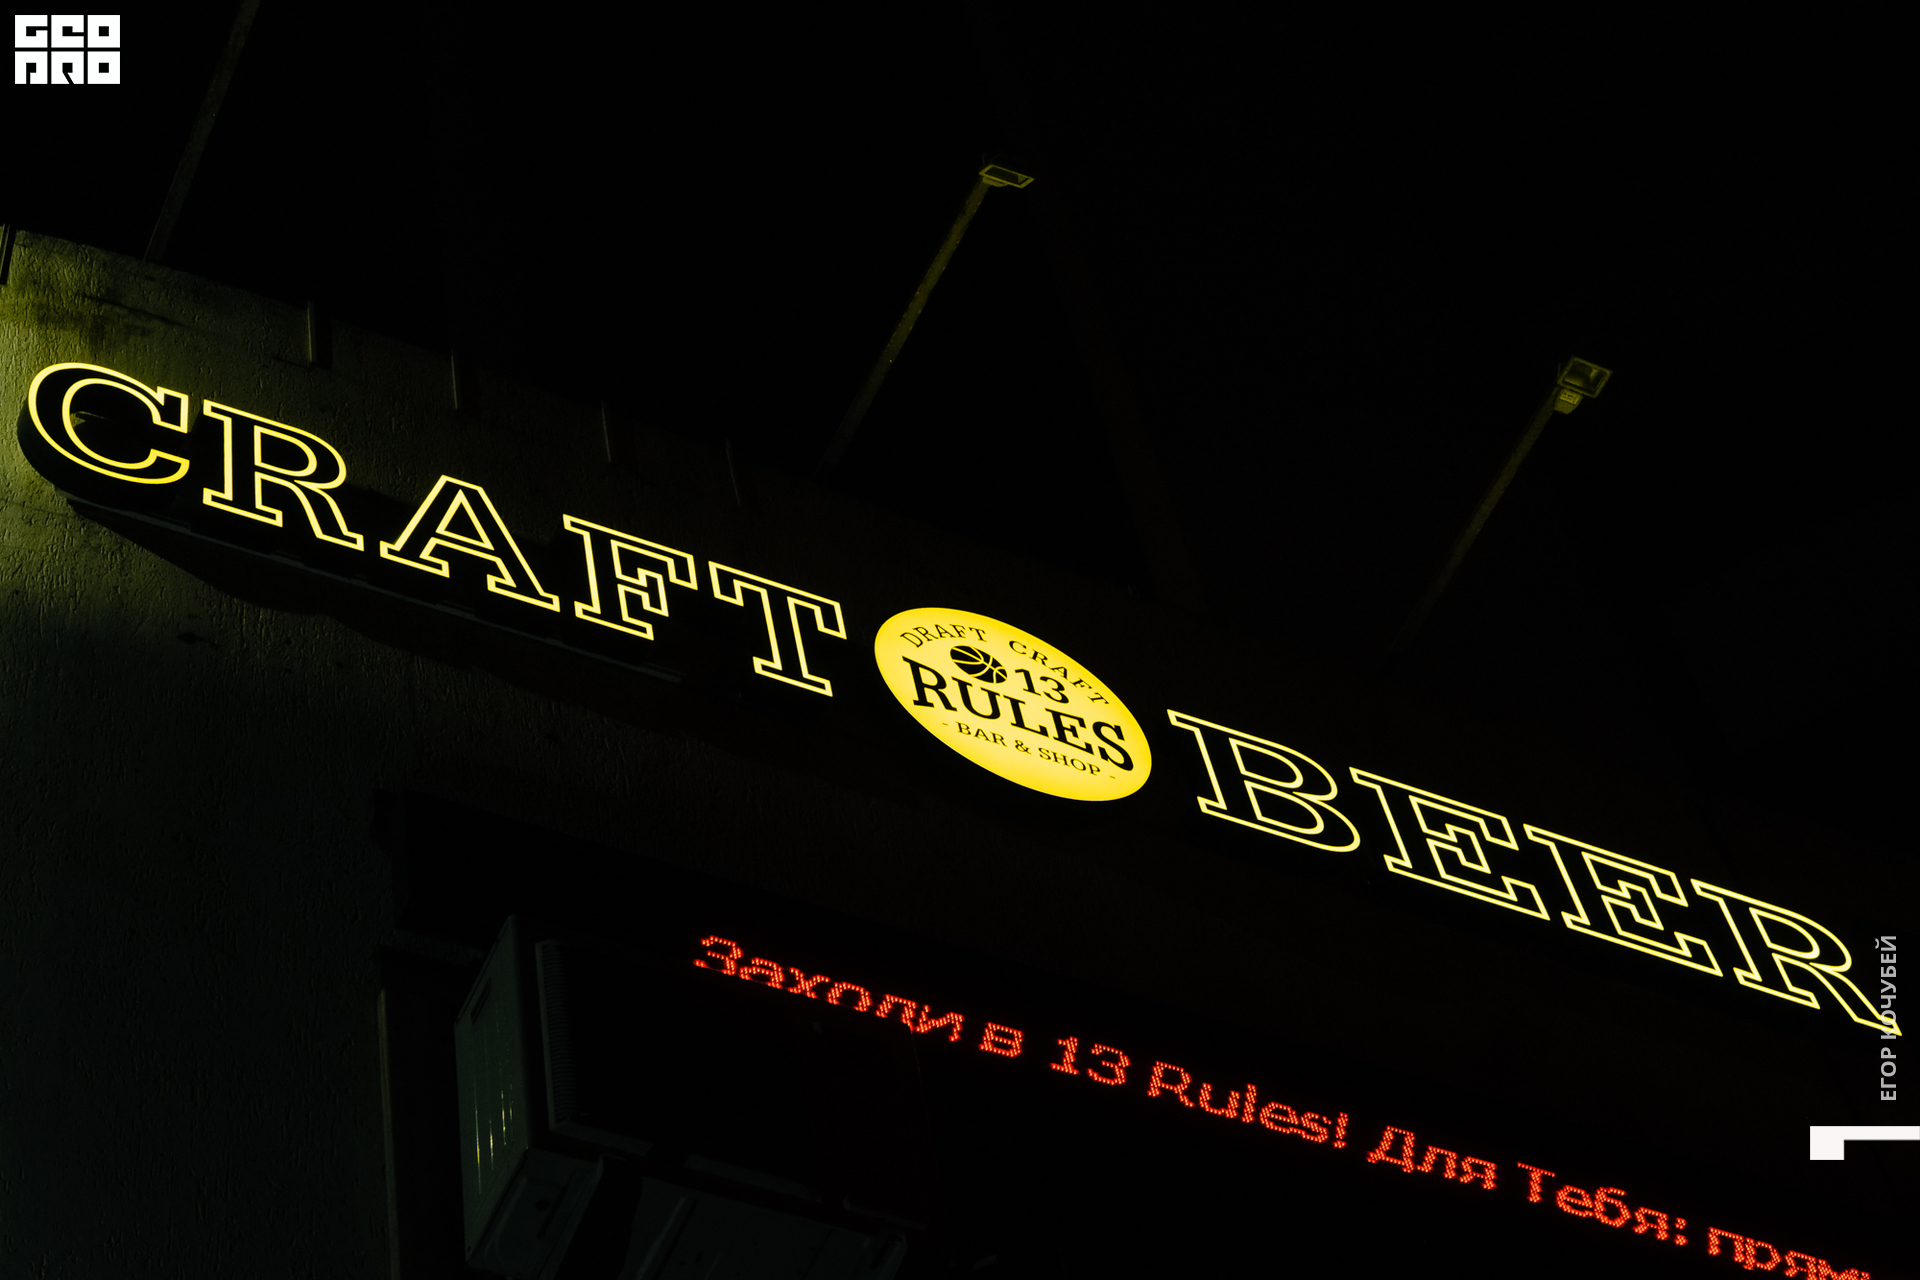 GEO
PRO
CRAFT
DRAFT CRAFT
13
RULES
- BAR & SHOP -
BEER
Заходи в 13 Rules! Для Тебя:
ЕГОР КОЧУБЕЙ